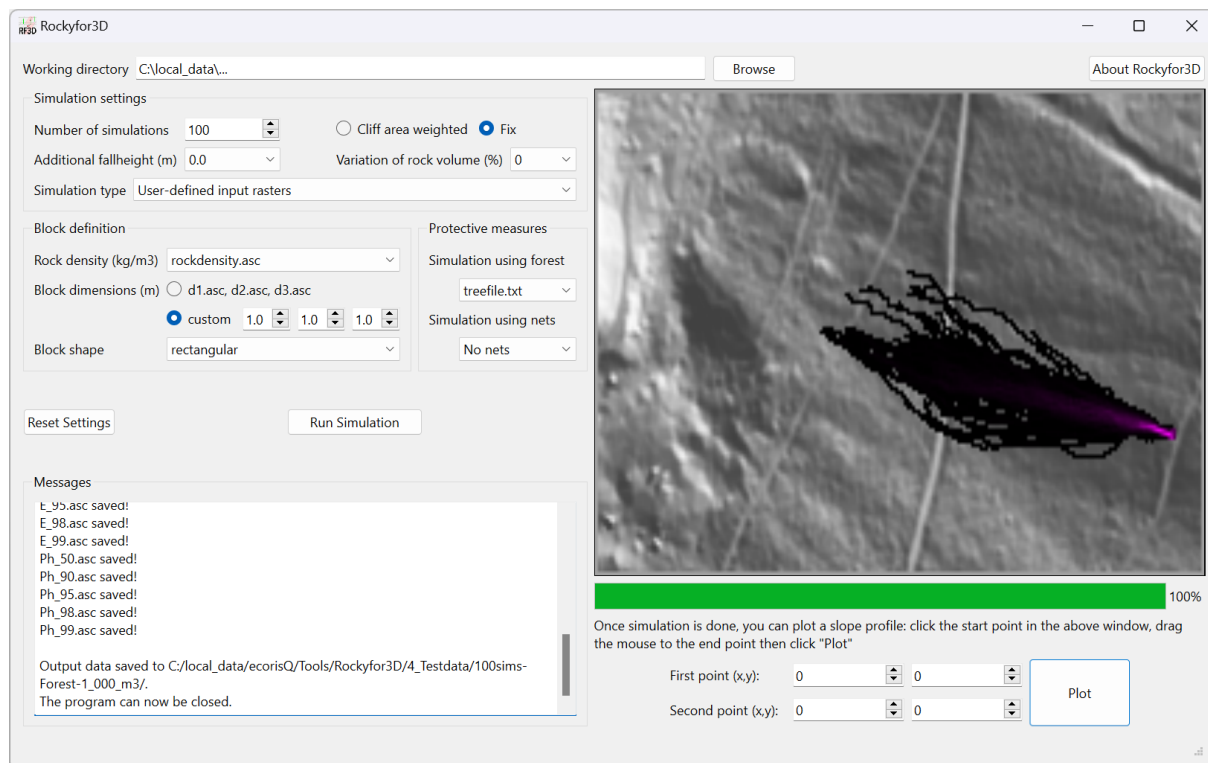 RF3D Rockyfor3D
Working directory C:\local_data\... Browse About Rockyfor3D
Simulation settings
Number of simulations 100 Cliff area weighted Fix
Additional fallheight (m) 0.0 Variation of rock volume (%) 0
Simulation type User-defined input rasters
Block definition
Rock density (kg/m3) rockdensity.asc
Block dimensions (m) d1.asc, d2.asc, d3.asc
custom 1.0 1.0 1.0
Block shape rectangular
Protective measures
Simulation using forest
treefile.txt
Simulation using nets
No nets
Reset Settings Run Simulation
Messages
E_95.asc saved!
E_98.asc saved!
E_99.asc saved!
Ph_50.asc saved!
Ph_90.asc saved!
Ph_95.asc saved!
Ph_98.asc saved!
Ph_99.asc saved!
Output data saved to C:/local_data/ecorisQ/Tools/Rockyfor3D/4_Testdata/100sims-
Forest-1_000_m3/.
The program can now be closed.
100%
Once simulation is done, you can plot a slope profile: click the start point in the above window, drag
the mouse to the end point then click "Plot"
First point (x,y): 0 0
Second point (x,y): 0 0
Plot